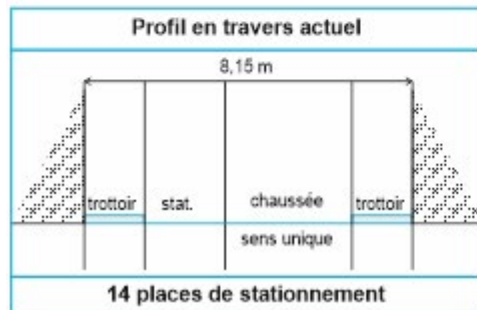 Profil en travers actuel
8,15 m
trottoir stat. chaussée trottoir
sens unique
14 places de stationnement